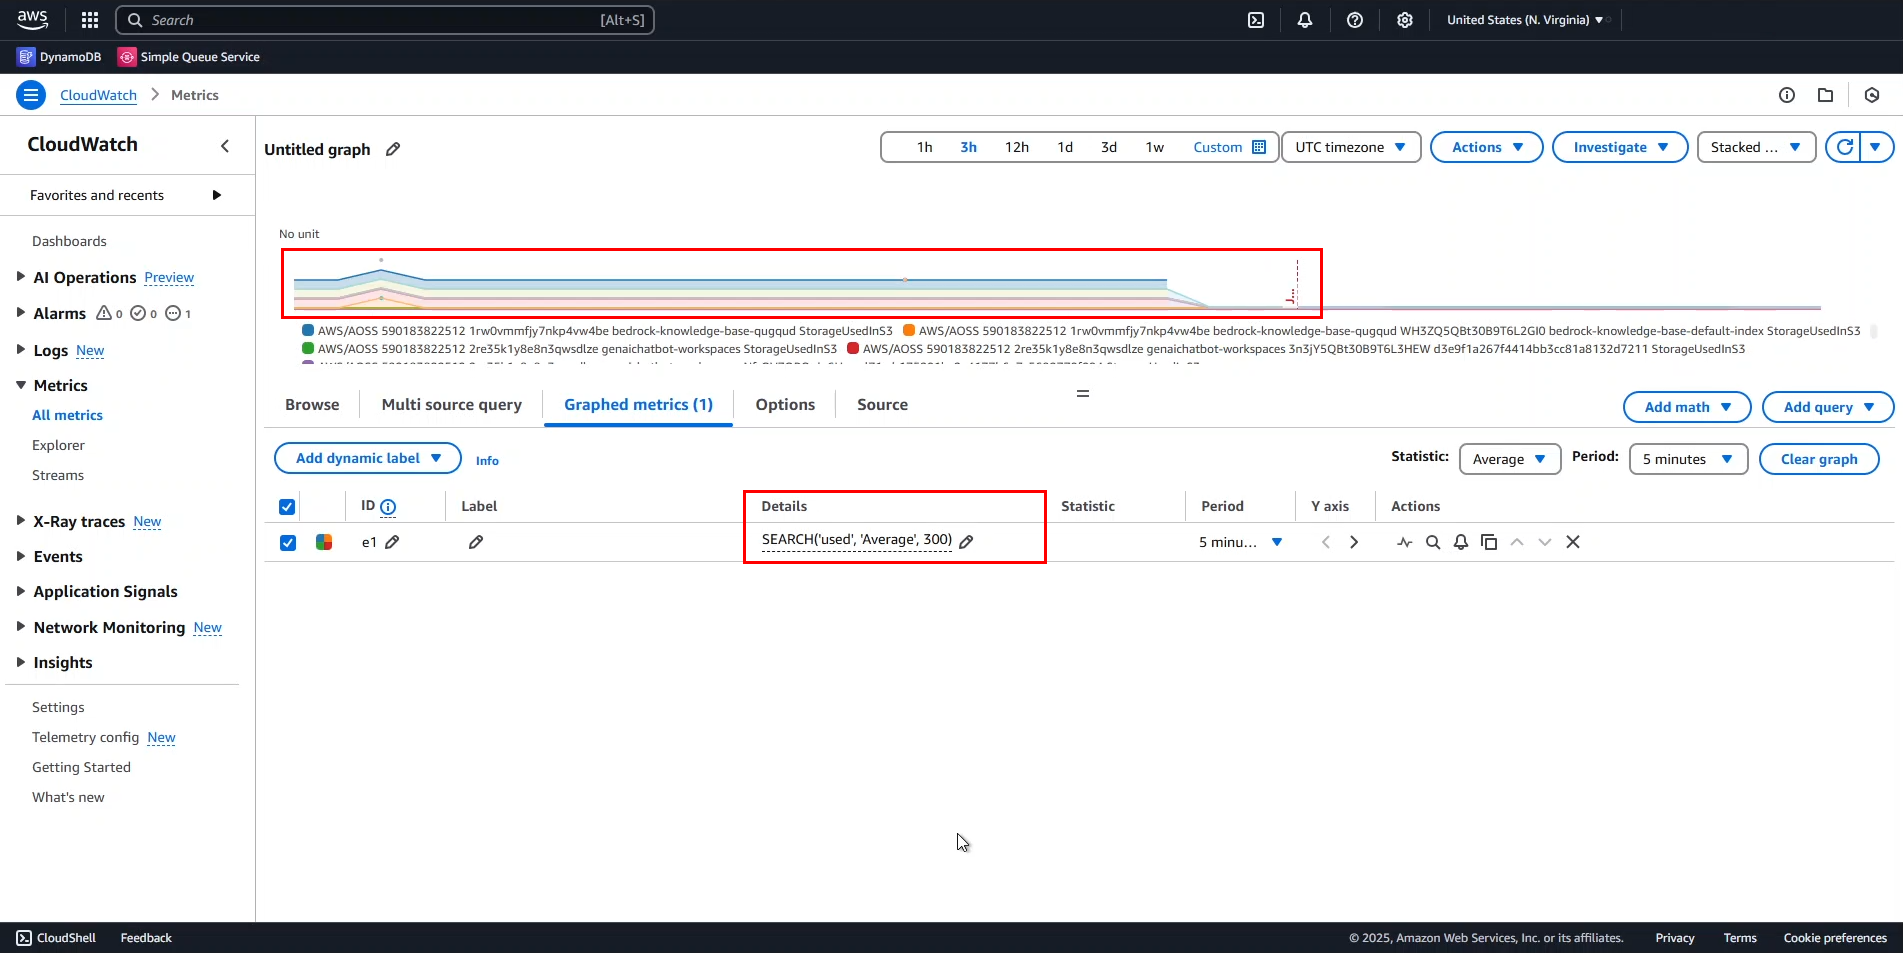 aws Search [Alt+S] United States (N. Virginia)
DynamoDB Simple Queue Service
CloudWatch > Metrics
CloudWatch
Favorites and recents
Dashboards
AI Operations Preview
Alarms 0 0 1
Logs New
Metrics
All metrics
Explorer
Streams
X-Ray traces New
Events
Application Signals
Network Monitoring New
Insights
Settings
Telemetry config New
Getting Started
What's new
Untitled graph
1h 3h 12h 1d 3d 1w Custom UTC timezone Actions Investigate Stacked ...
No unit
J...
AWS/AOSS 590183822512 1rw0vmmfjy7nkp4vw4be bedrock-knowledge-base-qugqud StorageUsedInS3 AWS/AOSS 590183822512 1rw0vmmfjy7nkp4vw4be bedrock-knowledge-base-qugqud WH3ZQ5QBt30B9T6L2GI0 bedrock-knowledge-base-default-index StorageUsedInS3
AWS/AOSS 590183822512 2re35k1y8e8n3qwsdlze genaichatbot-workspaces StorageUsedInS3 AWS/AOSS 590183822512 2re35k1y8e8n3qwsdlze genaichatbot-workspaces 3n3jY5QBt30B9T6L3HEW d3e9f1a267f4414bb3cc81a8132d7211 StorageUsedInS3
Browse Multi source query Graphed metrics (1) Options Source Add math Add query
Add dynamic label Info Statistic: Average Period: 5 minutes Clear graph
ID Label Details Statistic Period Y axis Actions
e1 SEARCH('used', 'Average', 300) 5 minu...
CloudShell Feedback © 2025, Amazon Web Services, Inc. or its affiliates. Privacy Terms Cookie preferences